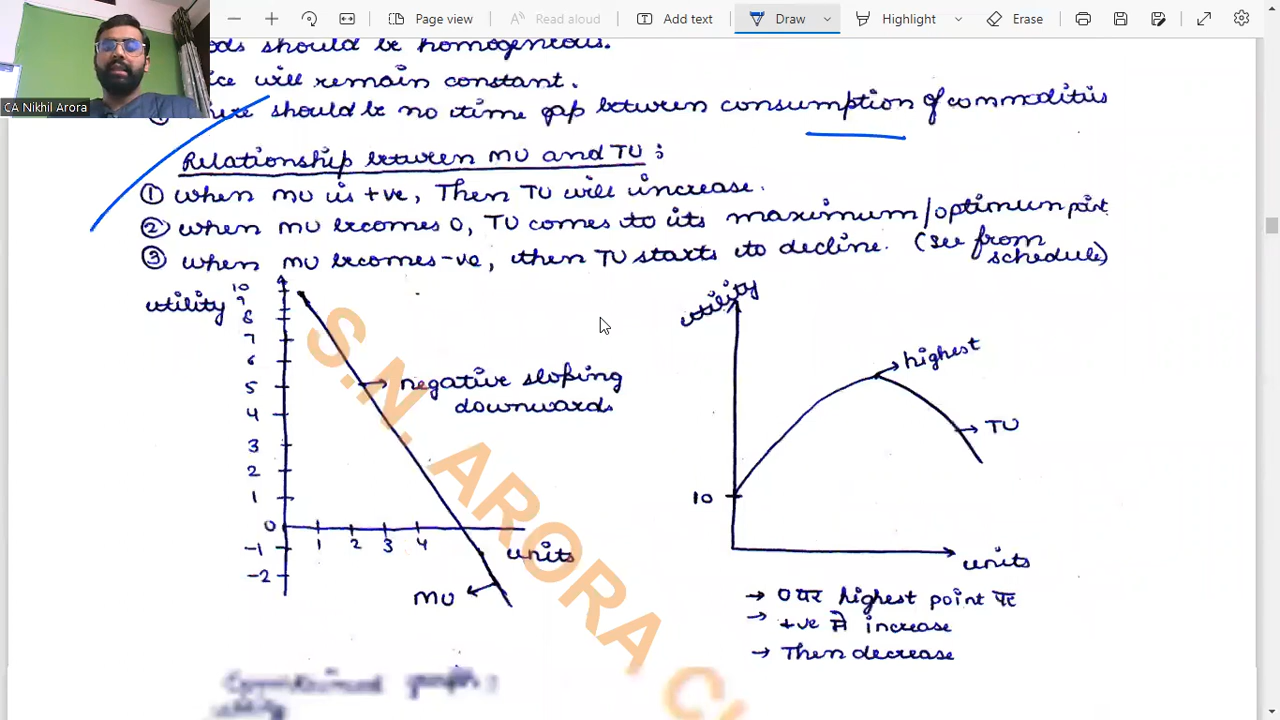 Page view
Read aloud
Add text
Draw
Highlight
Erase
CA Nikhil Arora
should be homogeneous.
will remain constant.
should be no time gap between consumption of commodities
Relationship between MU and TU :
① when MU is +ve, Then TU will increase.
② when MU becomes 0, TU comes to its maximum/optimum point
③ when MU becomes -ve, then TU starts to decline. (see from schedule)
utility
10
9
8
7
6
5
4
3
2
1
0
-1
-2
1 2 3 4
units
negative sloping
downwards
MU
utility
highest
TU
10
units
→ 0 पर highest point पर
→ +ve में increase
→ Then decrease
S.N. ARORA C